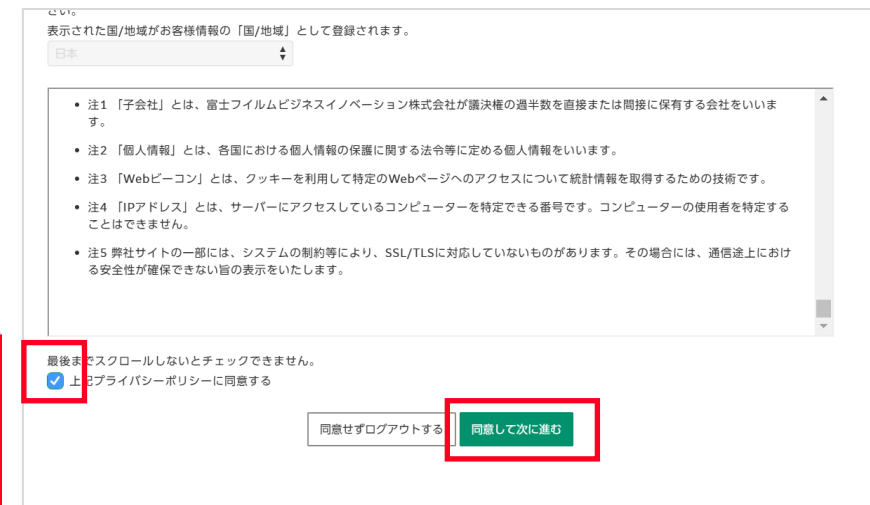 さい。
表示された国/地域がお客様情報の「国/地域」として登録されます。
日本
注1 「子会社」とは、富士フイルムビジネスイノベーション株式会社が議決権の過半数を直接または間接に保有する会社をいいま
す。
注2 「個人情報」とは、各国における個人情報の保護に関する法令等に定める個人情報をいいます。
注3 「Webビーコン」とは、クッキーを利用して特定のWebページへのアクセスについて統計情報を取得するための技術です。
注4 「IPアドレス」とは、サーバーにアクセスしているコンピューターを特定できる番号です。コンピューターの使用者を特定する
ことはできません。
注5 弊社サイトの一部には、システムの制約等により、SSL/TLSに対応していないものがあります。その場合には、通信途上におけ
る安全性が確保できない旨の表示をいたします。
最後までスクロールしないとチェックできません。
上記プライバシーポリシーに同意する
同意せずログアウトする 同意して次に進む